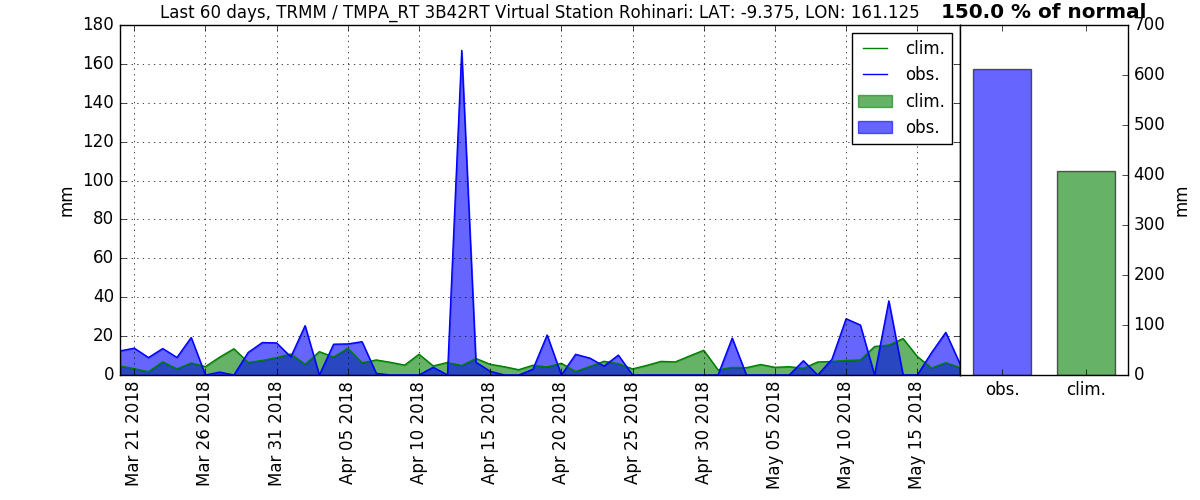 Last 60 days, TRMM / TMPA_RT 3B42RT Virtual Station Rohinari: LAT: -9.375, LON: 161.125
150.0 % of normal
180
160
140
120
100
80
60
40
20
0
mm
clim.
obs.
clim.
obs.
Mar 21 2018
Mar 26 2018
Mar 31 2018
Apr 05 2018
Apr 10 2018
Apr 15 2018
Apr 20 2018
Apr 25 2018
Apr 30 2018
May 05 2018
May 10 2018
May 15 2018
700
600
500
400
300
200
100
0
mm
obs.
clim.